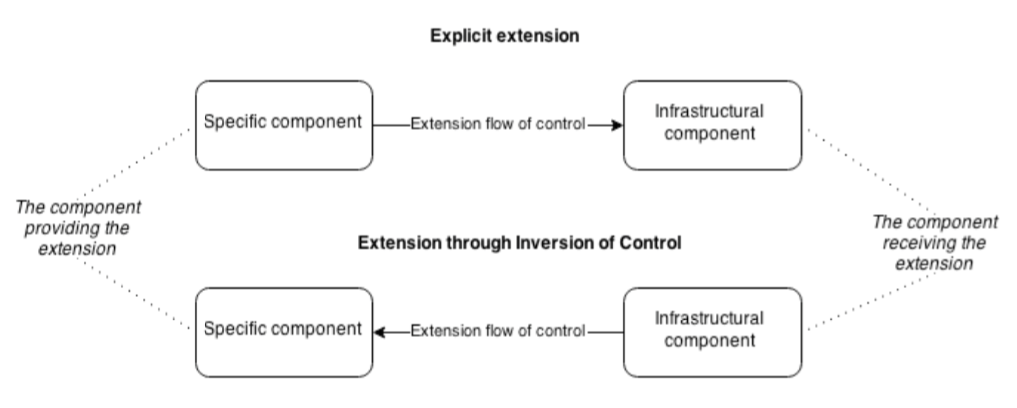 Explicit extension
Specific component
Extension flow of control
Infrastructural
component
The component
providing the
extension
The component
receiving the
extension
Extension through Inversion of Control
Specific component
Extension flow of control
Infrastructural
component